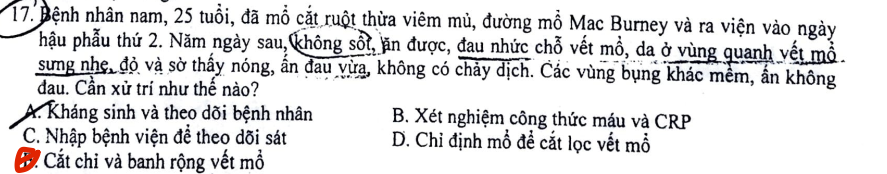 17. Bệnh nhân nam, 25 tuổi, đã mổ cắt ruột thừa viêm mủ, đường mổ Mac Burney và ra viện vào ngày
hậu phẫu thứ 2. Năm ngày sau, không sốt, ăn được, đau nhức chỗ vết mổ, da ở vùng quanh vết mổ
sưng nhẹ, đỏ và sờ thấy nóng, ấn đau vừa, không có chảy dịch. Các vùng bụng khác mềm, ấn không
đau. Cần xử trí như thế nào?
A. Kháng sinh và theo dõi bệnh nhân
B. Xét nghiệm công thức máu và CRP
C. Nhập bệnh viện để theo dõi sát
D. Chỉ định mổ để cắt lọc vết mổ
E. Cắt chỉ và banh rộng vết mổ